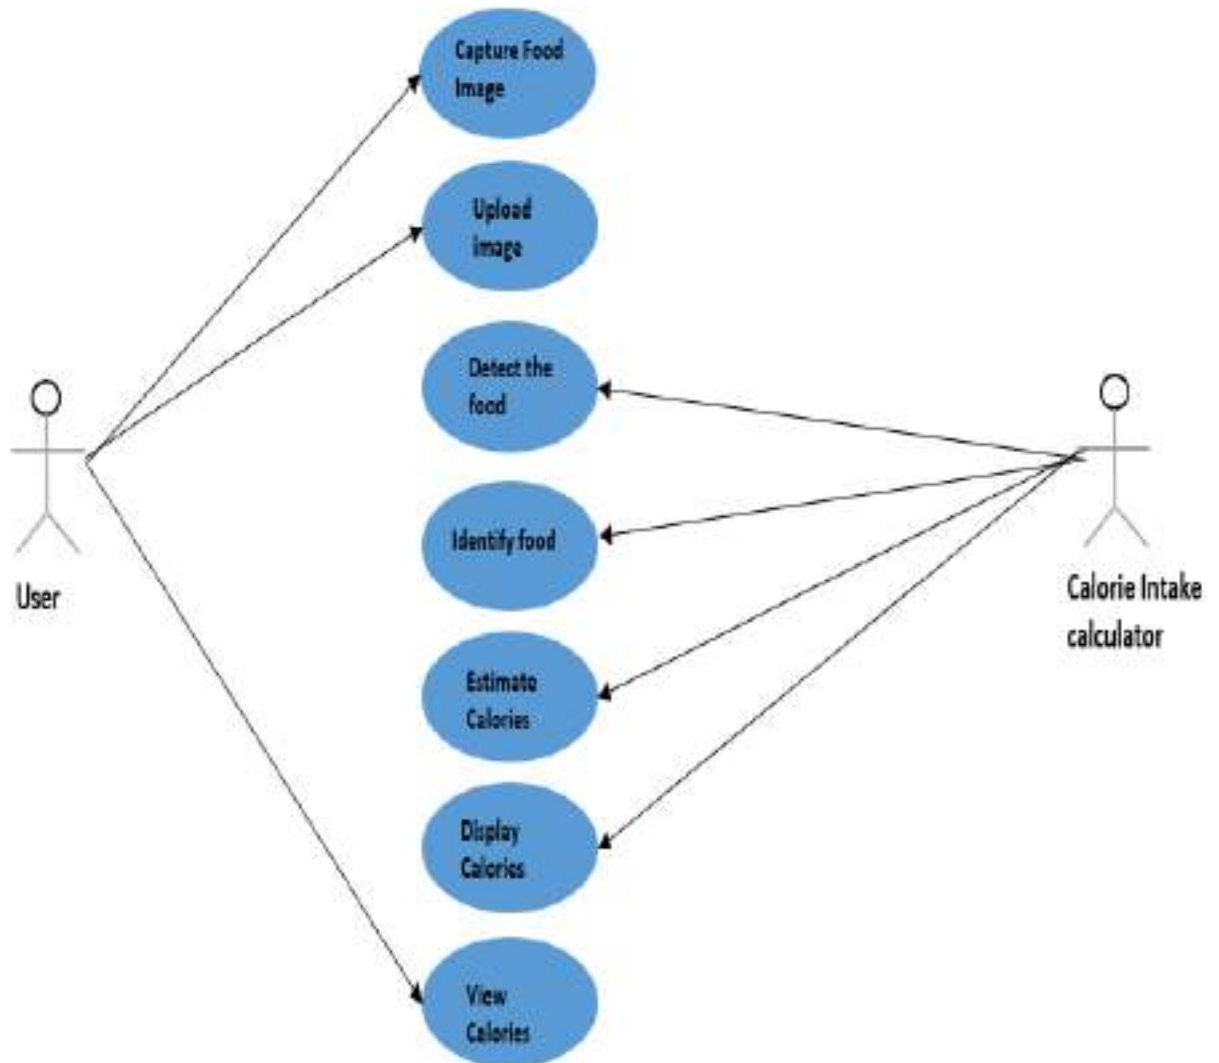 Capture Food
Image
Upload
image
Detect the
food
Identify food
User
Calorie Intake
calculator
Estimate
Calories
Display
Calories
View
Calories